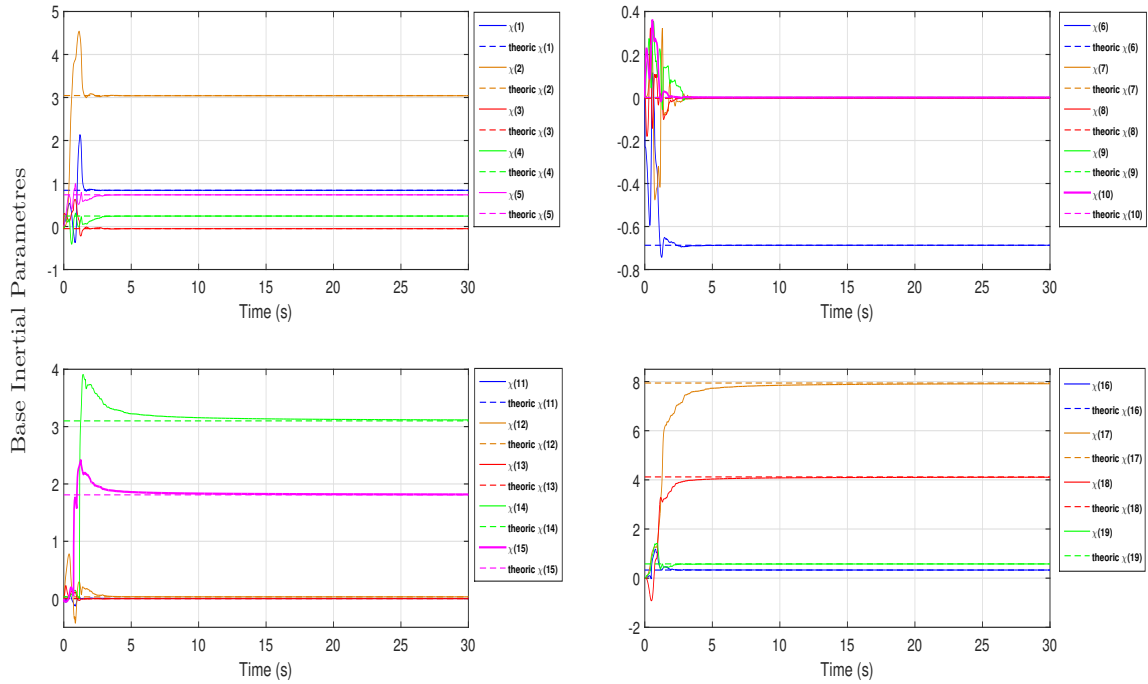 Base Inertial Parameters
5
4
3
2
1
0
-1
0 5 10 15 20 25 30
Time (s)
χ(1)
theoric χ(1)
χ(2)
theoric χ(2)
χ(3)
theoric χ(3)
χ(4)
theoric χ(4)
χ(5)
theoric χ(5)
0.4
0.2
0
-0.2
-0.4
-0.6
-0.8
0 5 10 15 20 25 30
Time (s)
χ(6)
theoric χ(6)
χ(7)
theoric χ(7)
χ(8)
theoric χ(8)
χ(9)
theoric χ(9)
χ(10)
theoric χ(10)
4
3
2
1
0
0 5 10 15 20 25 30
Time (s)
χ(11)
theoric χ(11)
χ(12)
theoric χ(12)
χ(13)
theoric χ(13)
χ(14)
theoric χ(14)
χ(15)
theoric χ(15)
8
6
4
2
0
-2
0 5 10 15 20 25 30
Time (s)
χ(16)
theoric χ(16)
χ(17)
theoric χ(17)
χ(18)
theoric χ(18)
χ(19)
theoric χ(19)